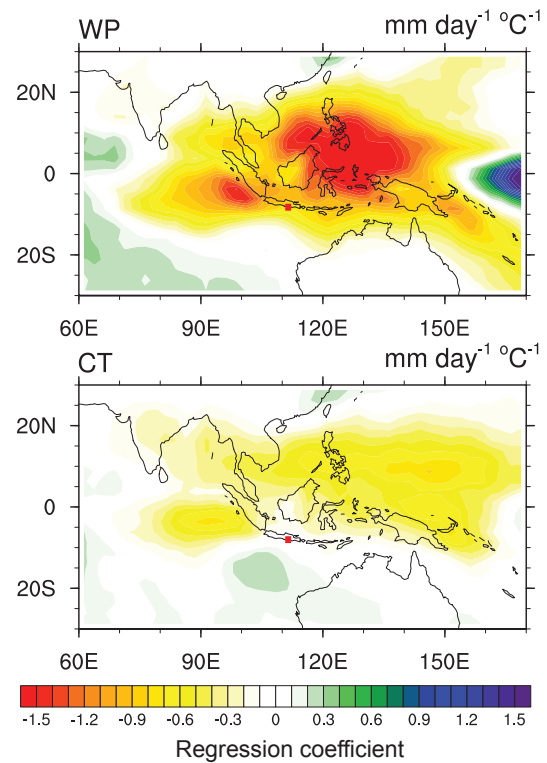 WP mm day⁻¹ ºC⁻¹
20N
0
20S
60E 90E 120E 150E
CT mm day⁻¹ ºC⁻¹
20N
0
20S
60E 90E 120E 150E
-1.5 -1.2 -0.9 -0.6 -0.3 0 0.3 0.6 0.9 1.2 1.5
Regression coefficient